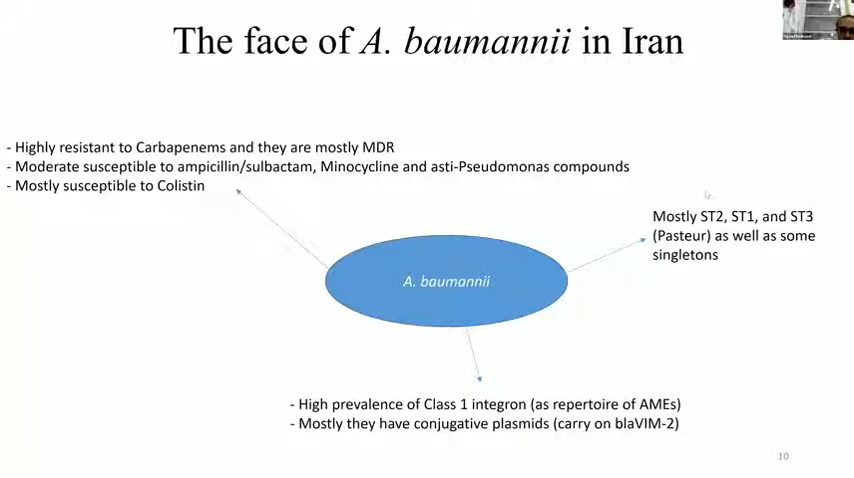 The face of A. baumannii in Iran
- Highly resistant to Carbapenems and they are mostly MDR
- Moderate susceptible to ampicillin/sulbactam, Minocycline and asti-Pseudomonas compounds
- Mostly susceptible to Colistin
Mostly ST2, ST1, and ST3
(Pasteur) as well as some
singletons
A. baumannii
- High prevalence of Class 1 integron (as repertoire of AMEs)
- Mostly they have conjugative plasmids (carry on blaVIM-2)
10